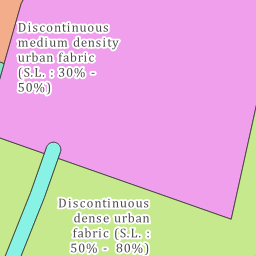 Discontinuous
medium density
urban fabric
(S.L. : 30% -
50%)
Discontinuous
dense urban
fabric (S.L. :
50% -  80%)